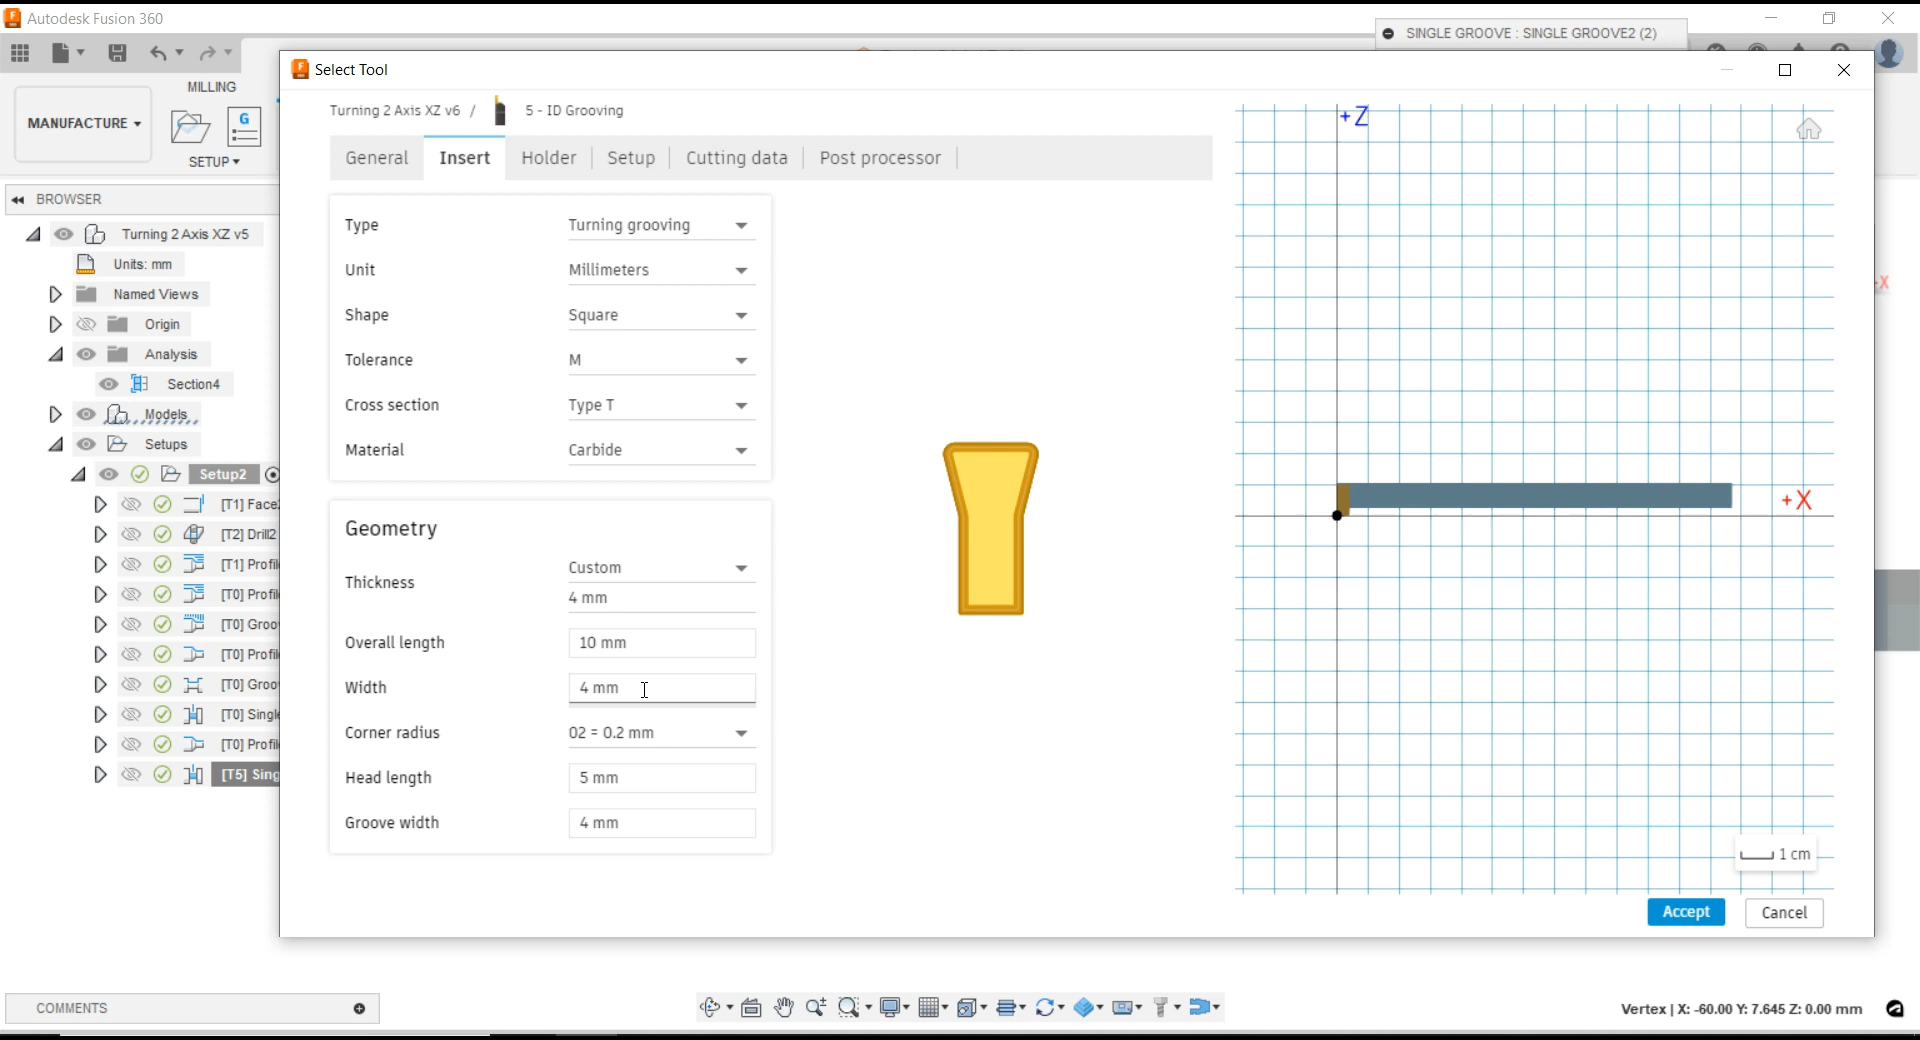 Autodesk Fusion 360
SINGLE GROOVE : SINGLE GROOVE2 (2)
MILLING
MANUFACTURE
G
SETUP
BROWSER
Turning 2 Axis XZ v5
Units: mm
Named Views
Origin
Analysis
Section4
Models
Setups
Setup2
[T1] Face
[T2] Drill2
[T1] Profil
[T0] Profil
[T0] Groo
[T0] Profil
[T0] Groo
[T0] Single
[T0] Profil
[T5] Sing
Select Tool
Turning 2 Axis XZ v6 / 5 - ID Grooving
General Insert Holder Setup Cutting data Post processor
Type Turning grooving
Unit Millimeters
Shape Square
Tolerance M
Cross section Type T
Material Carbide
Geometry
Thickness Custom
4 mm
Overall length 10 mm
Width 4 mm
Corner radius 02 = 0.2 mm
Head length 5 mm
Groove width 4 mm
+Z
+X
1 cm
Accept Cancel
-X
COMMENTS
Vertex | X: -60.00 Y: 7.645 Z: 0.00 mm